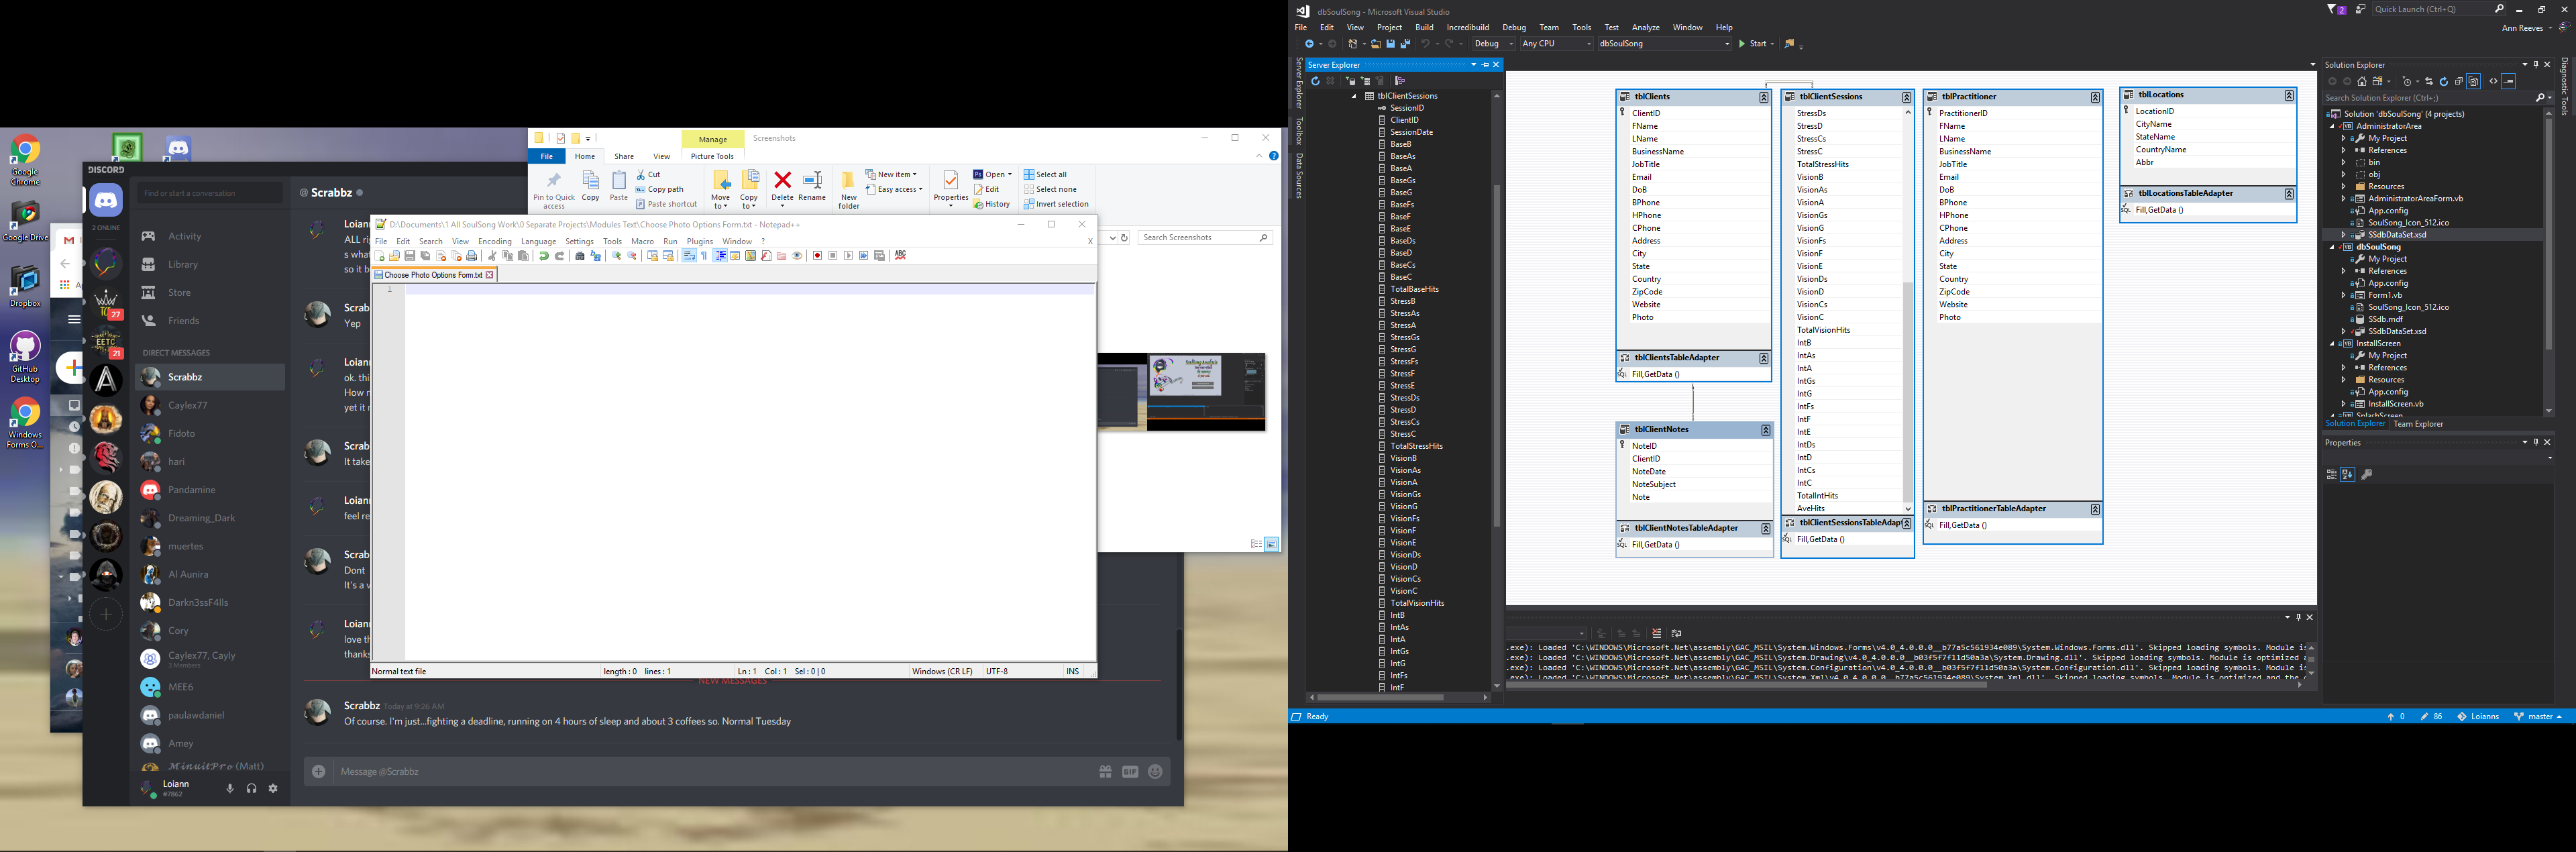 Google Chrome
Google Drive
Dropbox
GitHub Desktop
Windows Forms O...
DISCORD
2 ONLINE
27
21
Find or start a conversation
Activity
Library
Store
Friends
DIRECT MESSAGES
Scrabbz
Caylex77
Fidoto
hari
Pandamine
Dreaming_Dark
muertes
Al Aunira
Darkn3ssF4lls
Cory
Caylex77, Cayly
3 Members
MEE6
paulawdaniel
Amey
MinuitPro (Matt)
Loiann
#7862
@ Scrabbz
Loian
ALL rig
s what
so it b
Scrab
Yep
Loian
ok. thi
How m
yet it r
Scrab
It take
Loian
feel re
Scrab
Dont
It's a v
Loian
love th
thanks
NEW MESSAGES
Scrabbz Today at 9:26 AM
Of course. I'm just...fighting a deadline, running on 4 hours of sleep and about 3 coffees so. Normal Tuesday
Message @Scrabbz
GIF
Manage
Screenshots
File Home Share View Picture Tools
Pin to Quick access
Copy
Paste
Cut
Copy path
Paste shortcut
Move to
Copy to
Delete
Rename
New folder
New item
Easy access
Properties
Open
Edit
History
Select all
Select none
Invert selection
Search Screenshots
D:\Documents\1 All SoulSong Work\0 Separate Projects\Modules Text\Choose Photo Options Form.txt - Notepad++
File Edit Search View Encoding Language Settings Tools Macro Run Plugins Window ? X
Choose Photo Options Form.txt
1
Normal text file length : 0 lines : 1 Ln : 1 Col : 1 Sel : 0 | 0 Windows (CR LF) UTF-8 INS
dbSoulSong - Microsoft Visual Studio
2
Quick Launch (Ctrl+Q)
File Edit View Project Build Incredibuild Debug Team Tools Test Analyze Window Help
Ann Reeves
Debug Any CPU dbSoulSong Start
Server Explorer
Toolbox
Data Sources
Server Explorer
tblClientSessions
SessionID
ClientID
SessionDate
BaseB
BaseAs
BaseA
BaseGs
BaseG
BaseFs
BaseF
BaseE
BaseDs
BaseD
BaseCs
BaseC
TotalBaseHits
StressB
StressAs
StressA
StressGs
StressG
StressFs
StressF
StressE
StressDs
StressD
StressCs
StressC
TotalStressHits
VisionB
VisionAs
VisionA
VisionGs
VisionG
VisionFs
VisionF
VisionE
VisionDs
VisionD
VisionCs
VisionC
TotalVisionHits
IntB
IntAs
IntA
IntGs
IntG
IntFs
IntF
tblClients
ClientID
FName
LName
BusinessName
JobTitle
Email
DoB
BPhone
HPhone
CPhone
Address
City
State
Country
ZipCode
Website
Photo
tblClientsTableAdapter
Fill,GetData ()
tblClientNotes
NoteID
ClientID
NoteDate
NoteSubject
Note
tblClientNotesTableAdapter
Fill,GetData ()
tblClientSessions
StressDs
StressD
StressCs
StressC
TotalStressHits
VisionB
VisionAs
VisionA
VisionGs
VisionG
VisionFs
VisionF
VisionE
VisionDs
VisionD
VisionCs
VisionC
TotalVisionHits
IntB
IntAs
IntA
IntGs
IntG
IntFs
IntF
IntE
IntDs
IntD
IntCs
IntC
TotalIntHits
AveHits
tblClientSessionsTableAdapt
Fill,GetData ()
tblPractitioner
PractitionerID
FName
LName
BusinessName
JobTitle
Email
DoB
BPhone
HPhone
CPhone
Address
City
State
Country
ZipCode
Website
Photo
tblPractitionerTableAdapter
Fill,GetData ()
tblLocations
LocationID
CityName
StateName
CountryName
Abbr
tblLocationsTableAdapter
Fill,GetData ()
.exe): Loaded 'C:\WINDOWS\Microsoft.Net\assembly\GAC_MSIL\System.Windows.Forms\v4.0_4.0.0.0__b77a5c561934e089\System.Windows.Forms.dll'. Skipped loading symbols. Module is
.exe): Loaded 'C:\WINDOWS\Microsoft.Net\assembly\GAC_MSIL\System.Drawing\v4.0_4.0.0.0__b03f5f7f11d50a3a\System.Drawing.dll'. Skipped loading symbols. Module is optimized a
.exe): Loaded 'C:\WINDOWS\Microsoft.Net\assembly\GAC_MSIL\System.Configuration\v4.0_4.0.0.0__b03f5f7f11d50a3a\System.Configuration.dll'. Skipped loading symbols. Module is
.exe): Loaded 'C:\WINDOWS\Microsoft.Net\assembly\GAC_MSIL\System.Xml\v4.0_4.0.0.0__b77a5c561934e089\System.Xml.dll'. Skipped loading symbols. Module is optimized and the
Solution Explorer
Search Solution Explorer (Ctrl+;)
Solution 'dbSoulSong' (4 projects)
AdministratorArea
My Project
References
bin
obj
Resources
AdministratorAreaForm.vb
App.config
SoulSong_Icon_512.ico
SSdbDataSet.xsd
dbSoulSong
My Project
References
App.config
Form1.vb
SoulSong_Icon_512.ico
SSdb.mdf
SSdbDataSet.xsd
InstallScreen
My Project
References
Resources
App.config
InstallScreen.vb
SplashScreen
Solution Explorer Team Explorer
Properties
Diagnostic Tools
Ready
0 86 Loianns master